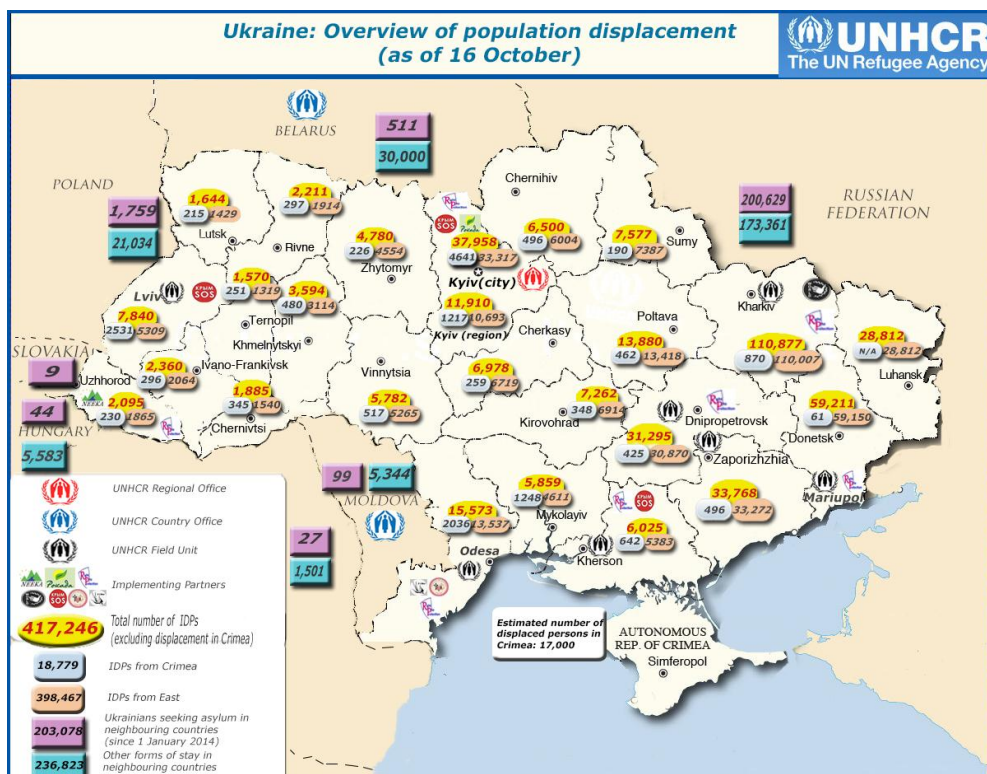 Ukraine: Overview of population displacement
(as of 16 October)
UNHCR
The UN Refugee Agency
BELARUS
511
30,000
POLAND
1,759
21,034
RUSSIAN
FEDERATION
200,629
173,361
Chernihiv
6,500
496 6004
1,644
215 1429
Lutsk
2,211
297 1914
Rivne
4,780
226 4554
Zhytomyr
КРЫМ
SOS
37,958
4641 33,317
Kyiv(city)
7,577
190 7387
Sumy
Lviv
КРЫМ
SOS
7,840
2531 5309
1,570
251 1319
Ternopil
3,594
480 3114
Khmelnytskyi
11,910
1217 10,693
Kyiv (region)
Cherkasy
6,978
259 6719
Poltava
13,880
462 13,418
Kharkiv
110,877
870 110,007
28,812
N/A 28,812
Luhansk
SLOVAKIA
9
Uzhhorod
NEEKA
2,095
230 1865
2,360
296 2064
Ivano-Frankivsk
1,885
345 1540
Chernivtsi
Vinnytsia
5,782
517 5265
7,262
348 6914
Kirovohrad
Dnipropetrovsk
31,295
425 30,870
59,211
61 59,150
Donetsk
Zaporizhzhia
33,768
496 33,272
Mariupol
44
HUNGARY
5,583
99
5,344
MOLDOVA
27
1,501
5,859
1248 4611
Mykolayiv
15,573
2036 13,537
Odesa
КРЫМ
SOS
6,025
642 5383
Kherson
Estimated number of
displaced persons in
Crimea: 17,000
AUTONOMOUS
REP. OF CRIMEA
Simferopol
UNHCR Regional Office
UNHCR Country Office
UNHCR Field Unit
NEEKA
КРЫМ
SOS
Implementing Partners
417,246
Total number of IDPs
(excluding displacement in Crimea)
18,779
IDPs from Crimea
398,467
IDPs from East
203,078
Ukrainians seeking asylum in
neighbouring countries
(since 1 January 2014)
236,823
Other forms of stay in
neighbouring countries